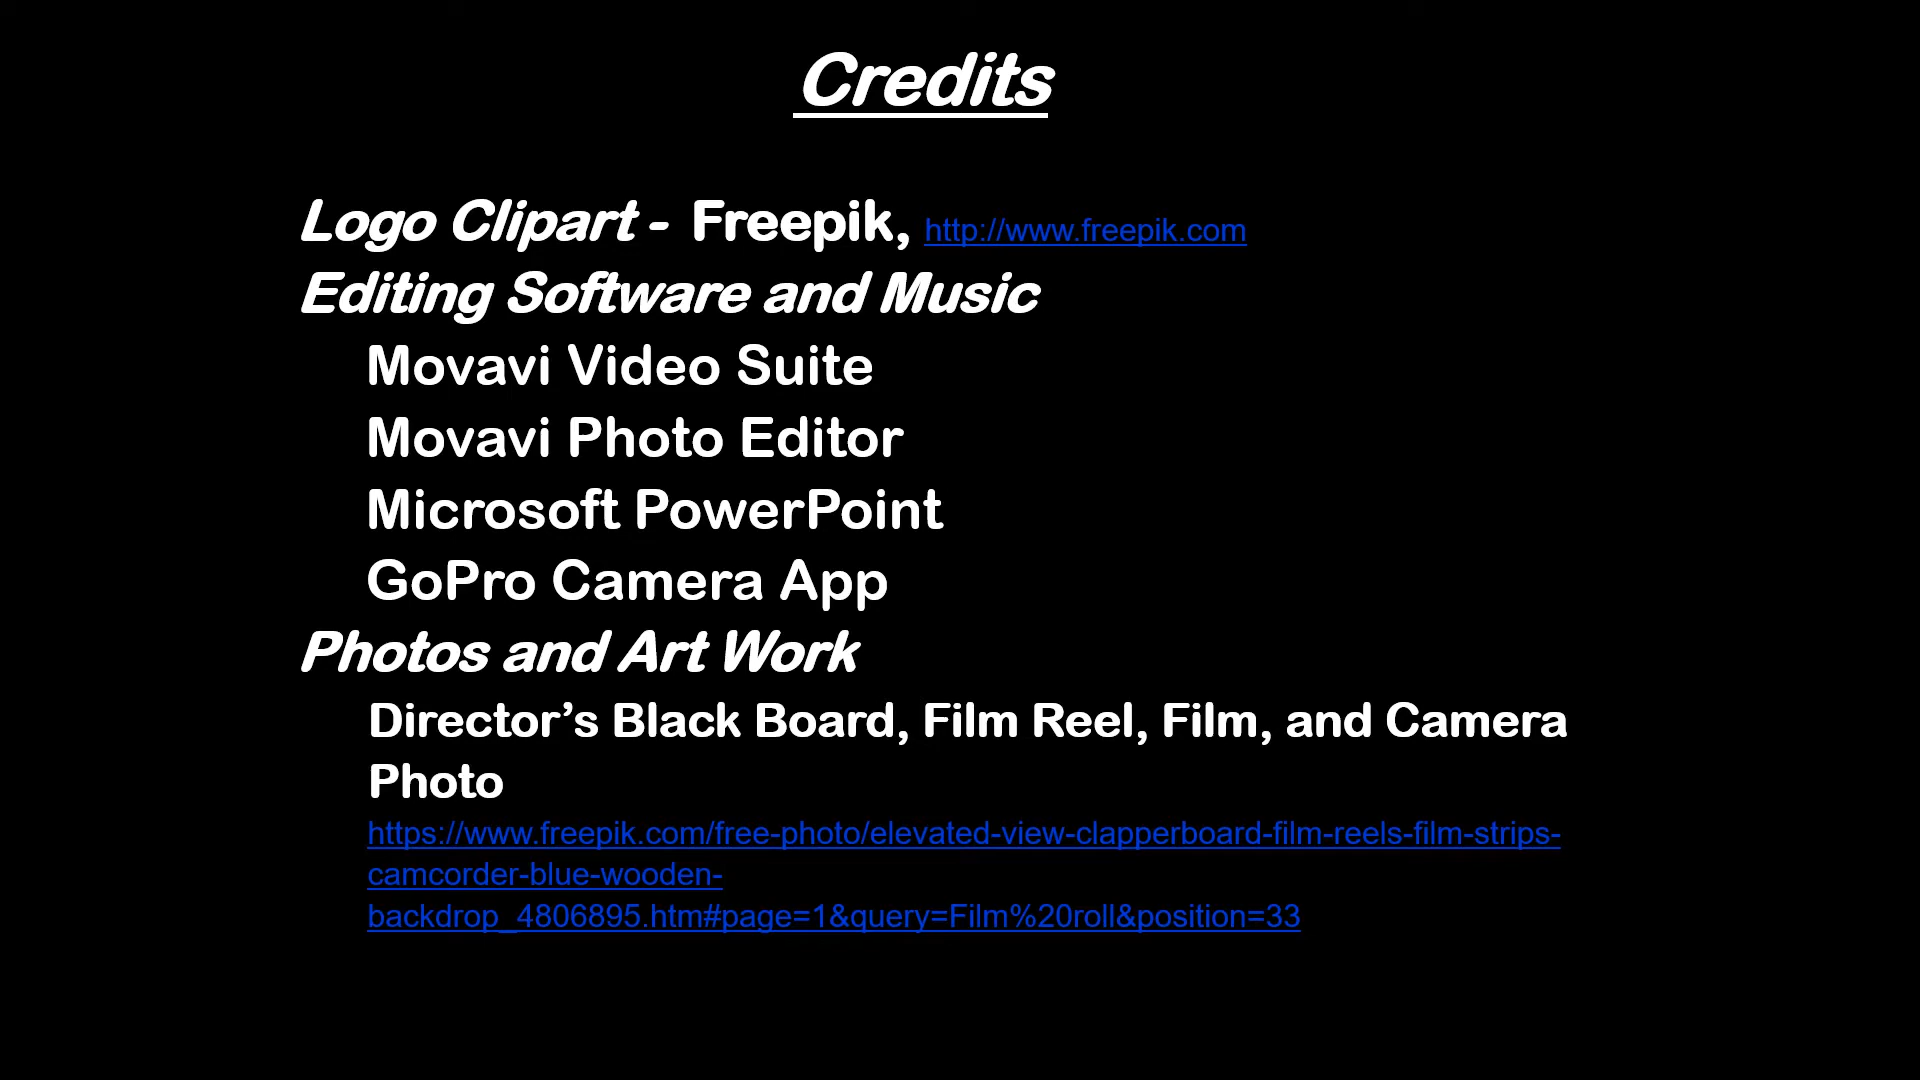 Credits
Logo Clipart - Freepik, http://www.freepik.com
Editing Software and Music
Movavi Video Suite
Movavi Photo Editor
Microsoft PowerPoint
GoPro Camera App
Photos and Art Work
Director’s Black Board, Film Reel, Film, and Camera
Photo
https://www.freepik.com/free-photo/elevated-view-clapperboard-film-reels-film-strips-
camcorder-blue-wooden-
backdrop_4806895.htm#page=1&query=Film%20roll&position=33